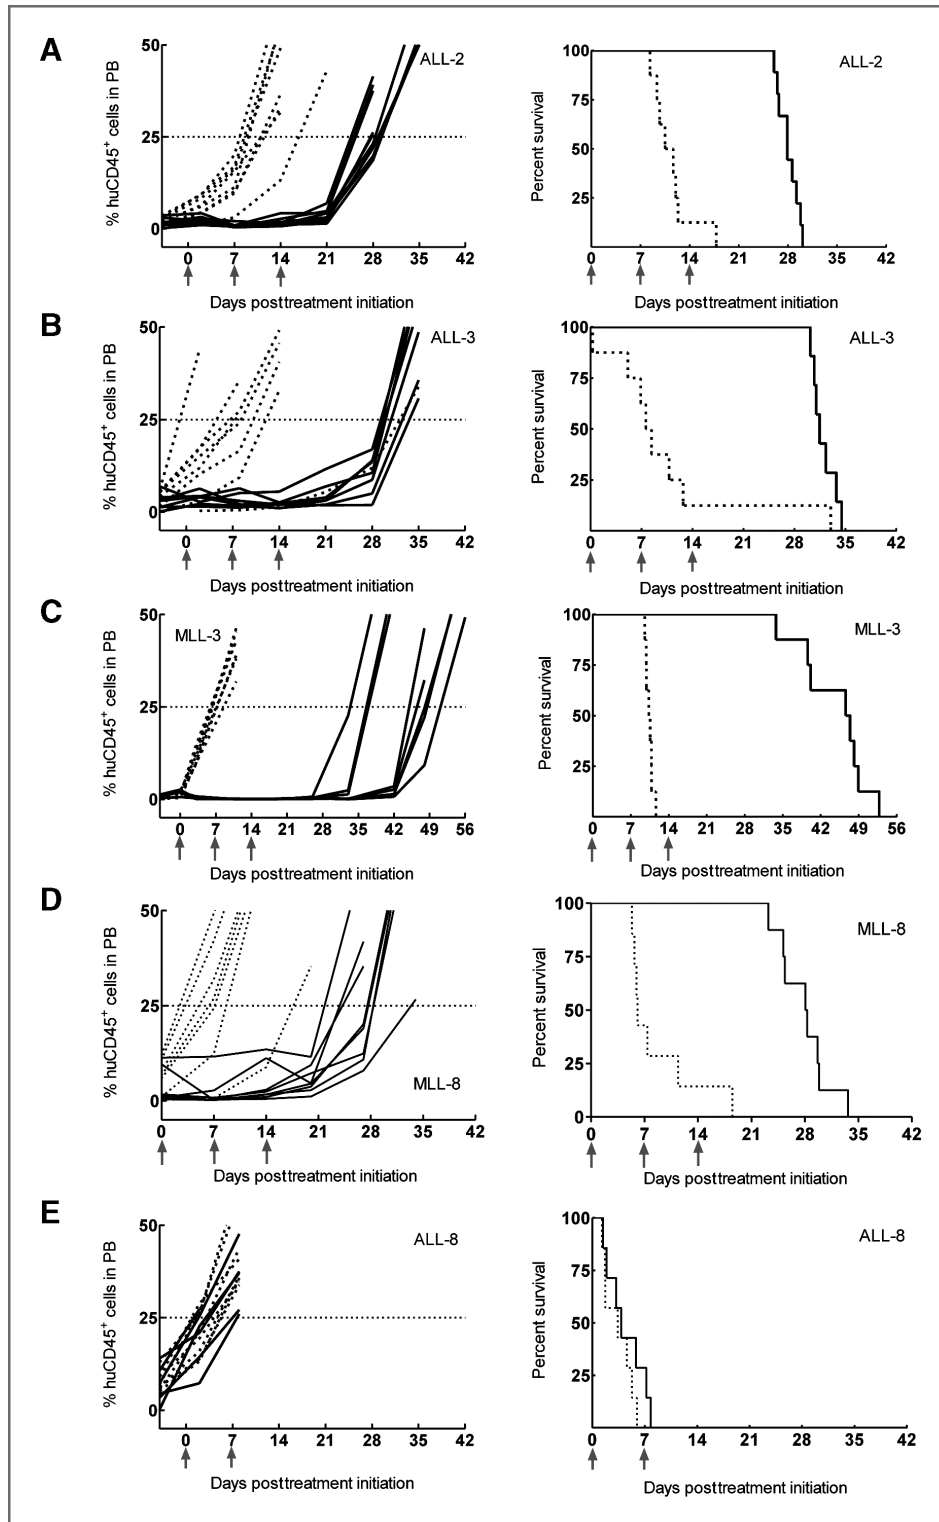 A
% huCD45⁺ cells in PB
50
25
0
ALL-2
0 7 14 21 28 35 42
Days posttreatment initiation
Percent survival
100
75
50
25
ALL-2
0 7 14 21 28 35 42
Days posttreatment initiation
B
% huCD45⁺ cells in PB
50
25
0
ALL-3
0 7 14 21 28 35 42
Days posttreatment initiation
Percent survival
100
75
50
25
ALL-3
0 7 14 21 28 35 42
Days posttreatment initiation
C
% huCD45⁺ cells in PB
50
25
0
MLL-3
0 7 14 21 28 35 42 49 56
Days posttreatment initiation
Percent survival
100
75
50
25
MLL-3
0 7 14 21 28 35 42 49 56
Days posttreatment initiation
D
% huCD45⁺ cells in PB
50
25
0
MLL-8
0 7 14 21 28 35 42
Days posttreatment initiation
Percent survival
100
75
50
25
0
MLL-8
0 7 14 21 28 35 42
Days posttreatment initiation
E
% huCD45⁺ cells in PB
50
25
0
ALL-8
0 7 14 21 28 35 42
Days posttreatment initiation
Percent survival
100
75
50
25
ALL-8
0 7 14 21 28 35 42
Days posttreatment initiation